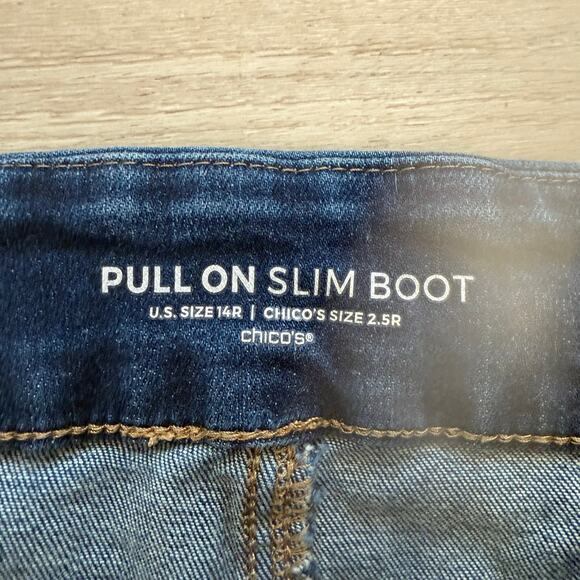 PULL ON SLIM BOOT
U.S. SIZE 14R | CHICO'S SIZE 2.5R
chico's®